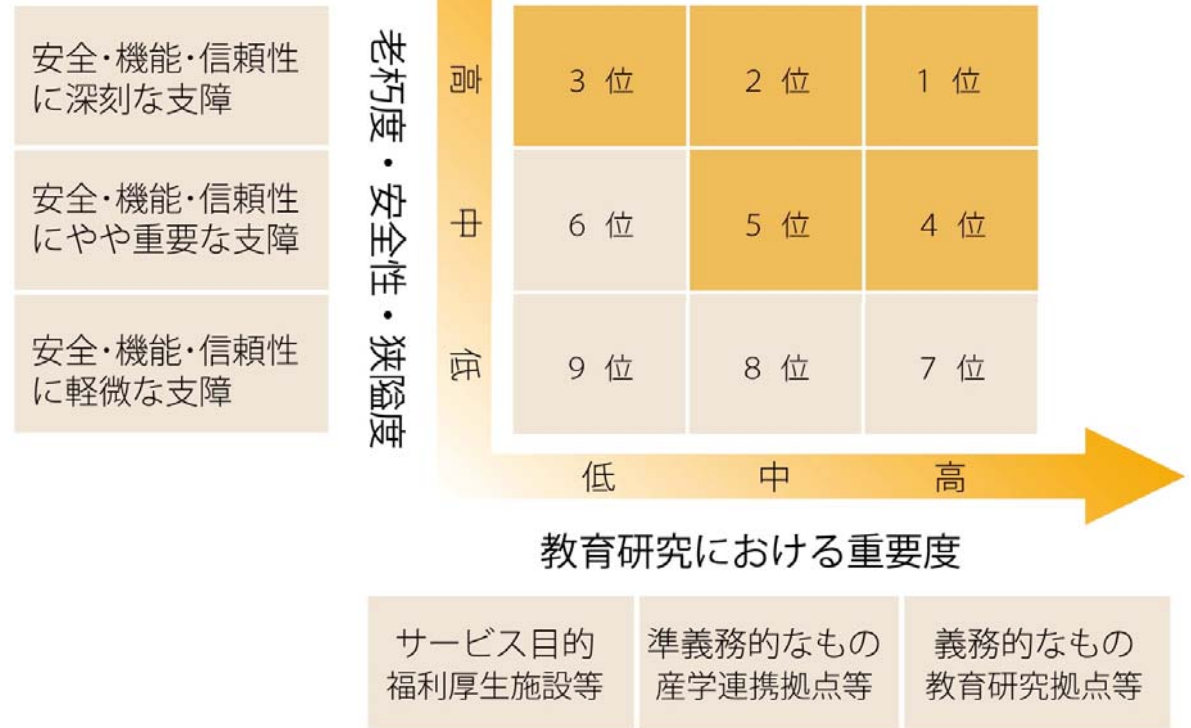 安全・機能・信頼性
に深刻な支障
安全・機能・信頼性
にやや重要な支障
安全・機能・信頼性
に軽微な支障
老朽度・安全性・狭隘度
高
中
低
3 位
2 位
1 位
6 位
5 位
4 位
9 位
8 位
7 位
低
中
高
教育研究における重要度
サービス目的
福利厚生施設等
準義務的なもの
産学連携拠点等
義務的なもの
教育研究拠点等